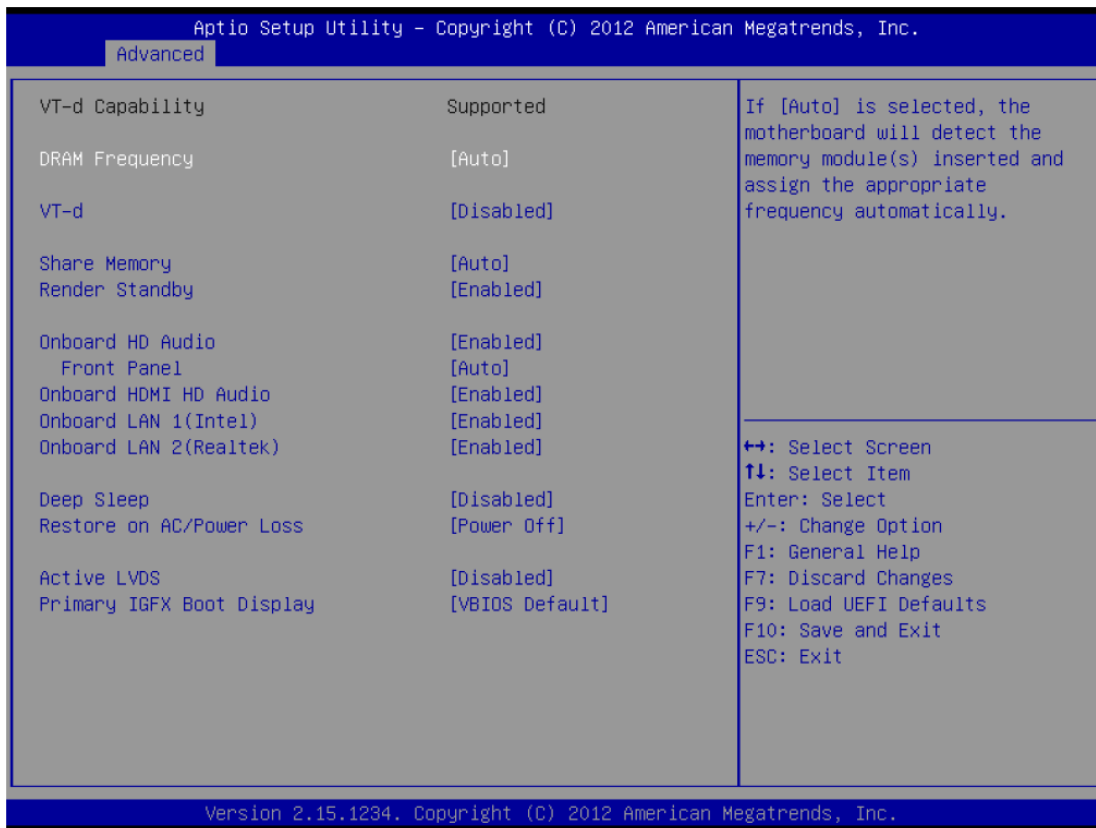 Aptio Setup Utility – Copyright (C) 2012 American Megatrends, Inc.
Advanced
VT-d Capability Supported
DRAM Frequency [Auto]
VT-d [Disabled]
Share Memory [Auto]
Render Standby [Enabled]
Onboard HD Audio [Enabled]
Front Panel [Auto]
Onboard HDMI HD Audio [Enabled]
Onboard LAN 1(Intel) [Enabled]
Onboard LAN 2(Realtek) [Enabled]
Deep Sleep [Disabled]
Restore on AC/Power Loss [Power Off]
Active LVDS [Disabled]
Primary IGFX Boot Display [VBIOS Default]
If [Auto] is selected, the
motherboard will detect the
memory module(s) inserted and
assign the appropriate
frequency automatically.
↔: Select Screen
↑↓: Select Item
Enter: Select
+/-: Change Option
F1: General Help
F7: Discard Changes
F9: Load UEFI Defaults
F10: Save and Exit
ESC: Exit
Version 2.15.1234. Copyright (C) 2012 American Megatrends, Inc.